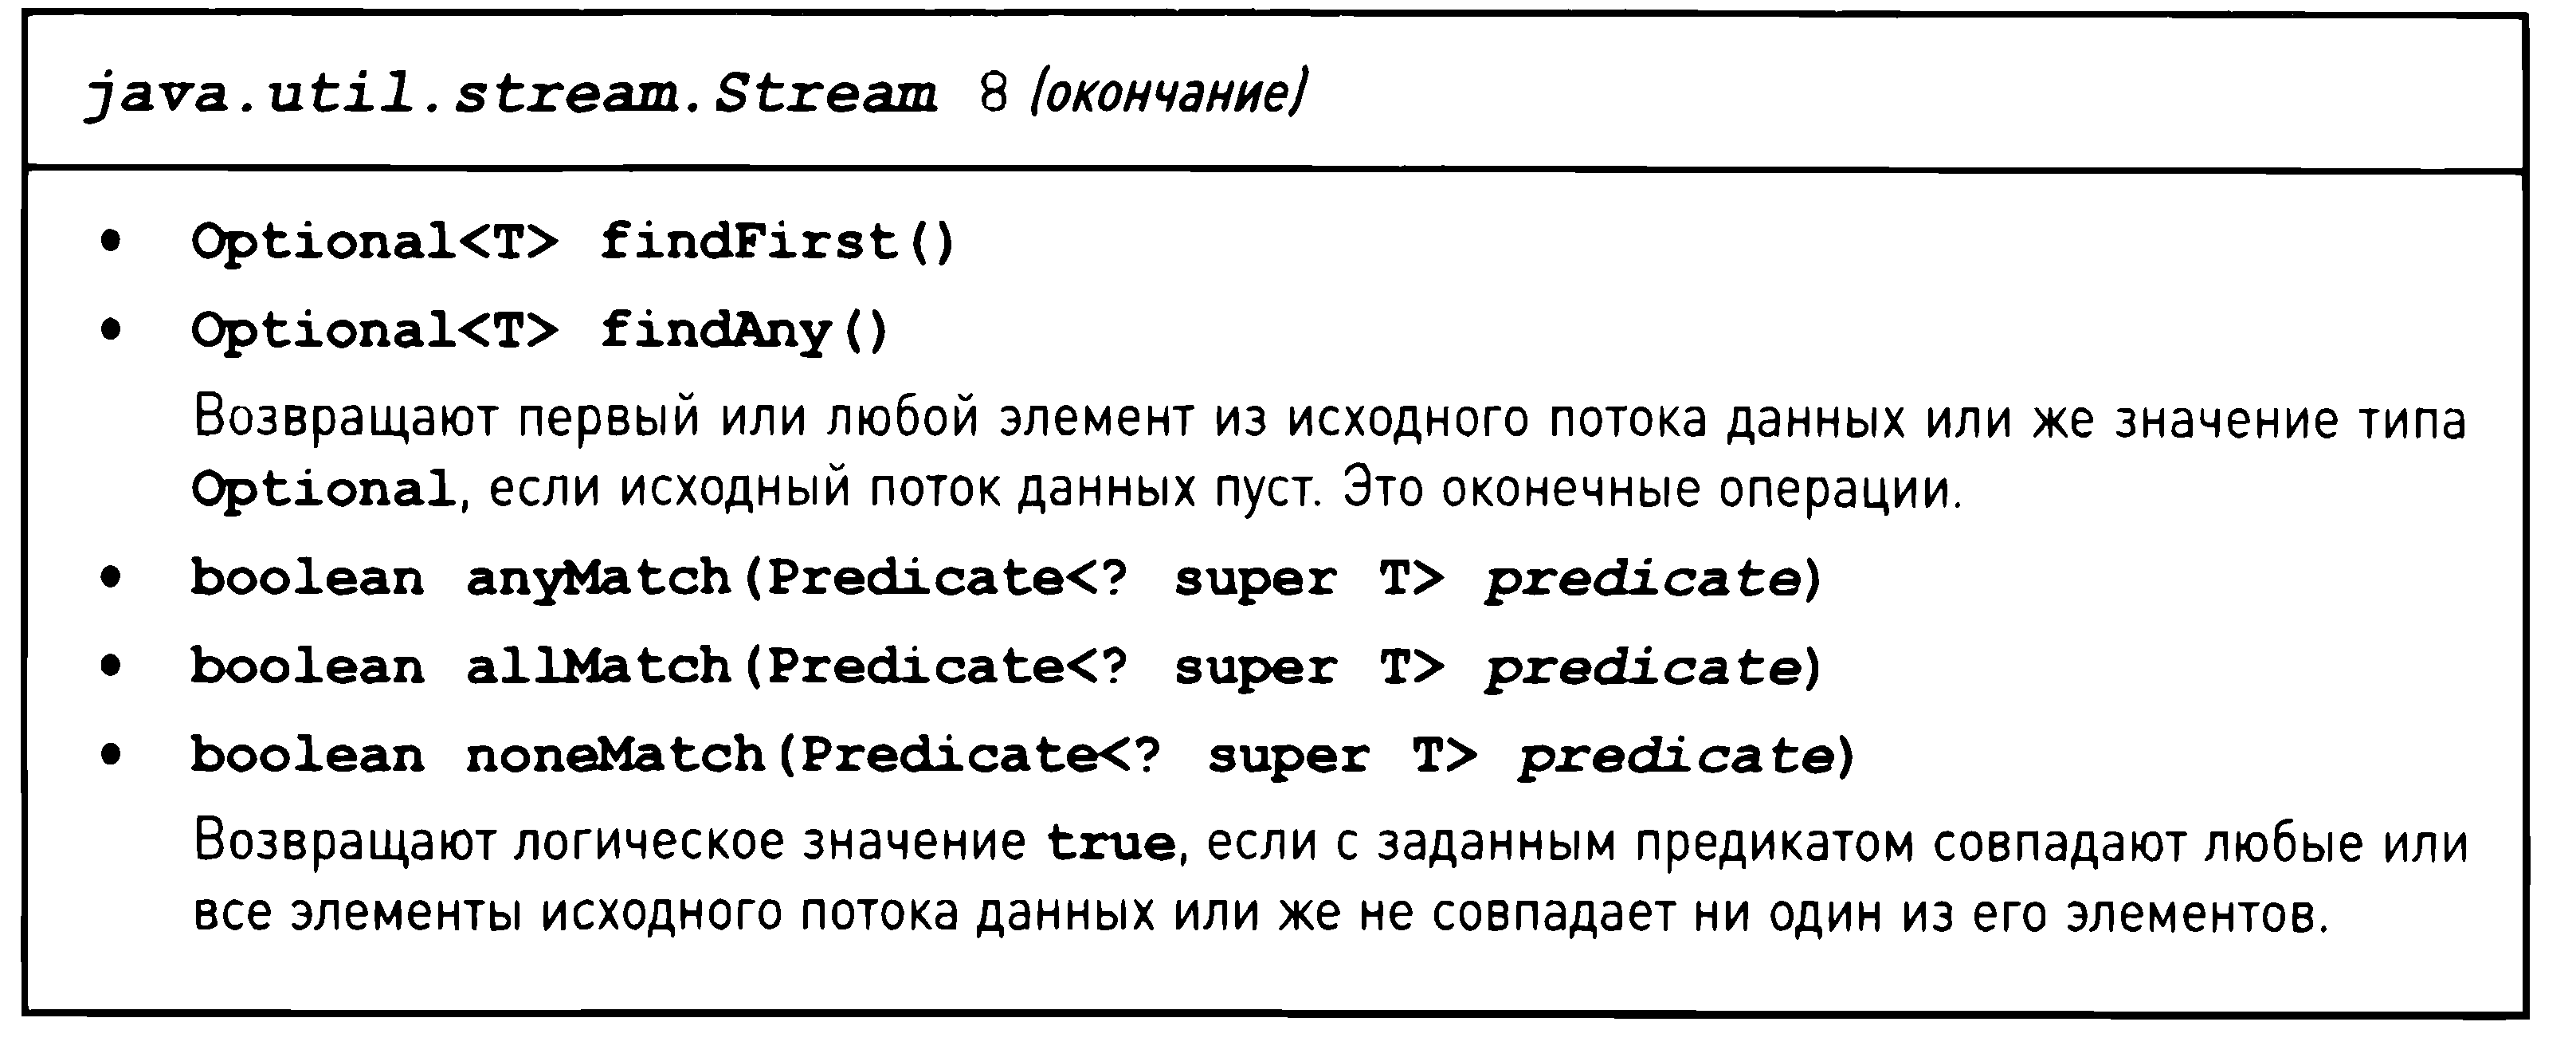 java.util.stream.Stream 8 (окончание)
• Optional<T> findFirst()
• Optional<T> findAny()
Возвращают первый или любой элемент из исходного потока данных или же значение типа
Optional, если исходный поток данных пуст. Это оконечные операции.
• boolean anyMatch(Predicate<? super T> predicate)
• boolean allMatch(Predicate<? super T> predicate)
• boolean noneMatch(Predicate<? super T> predicate)
Возвращают логическое значение true, если с заданным предикатом совпадают любые или
все элементы исходного потока данных или же не совпадает ни один из его элементов.